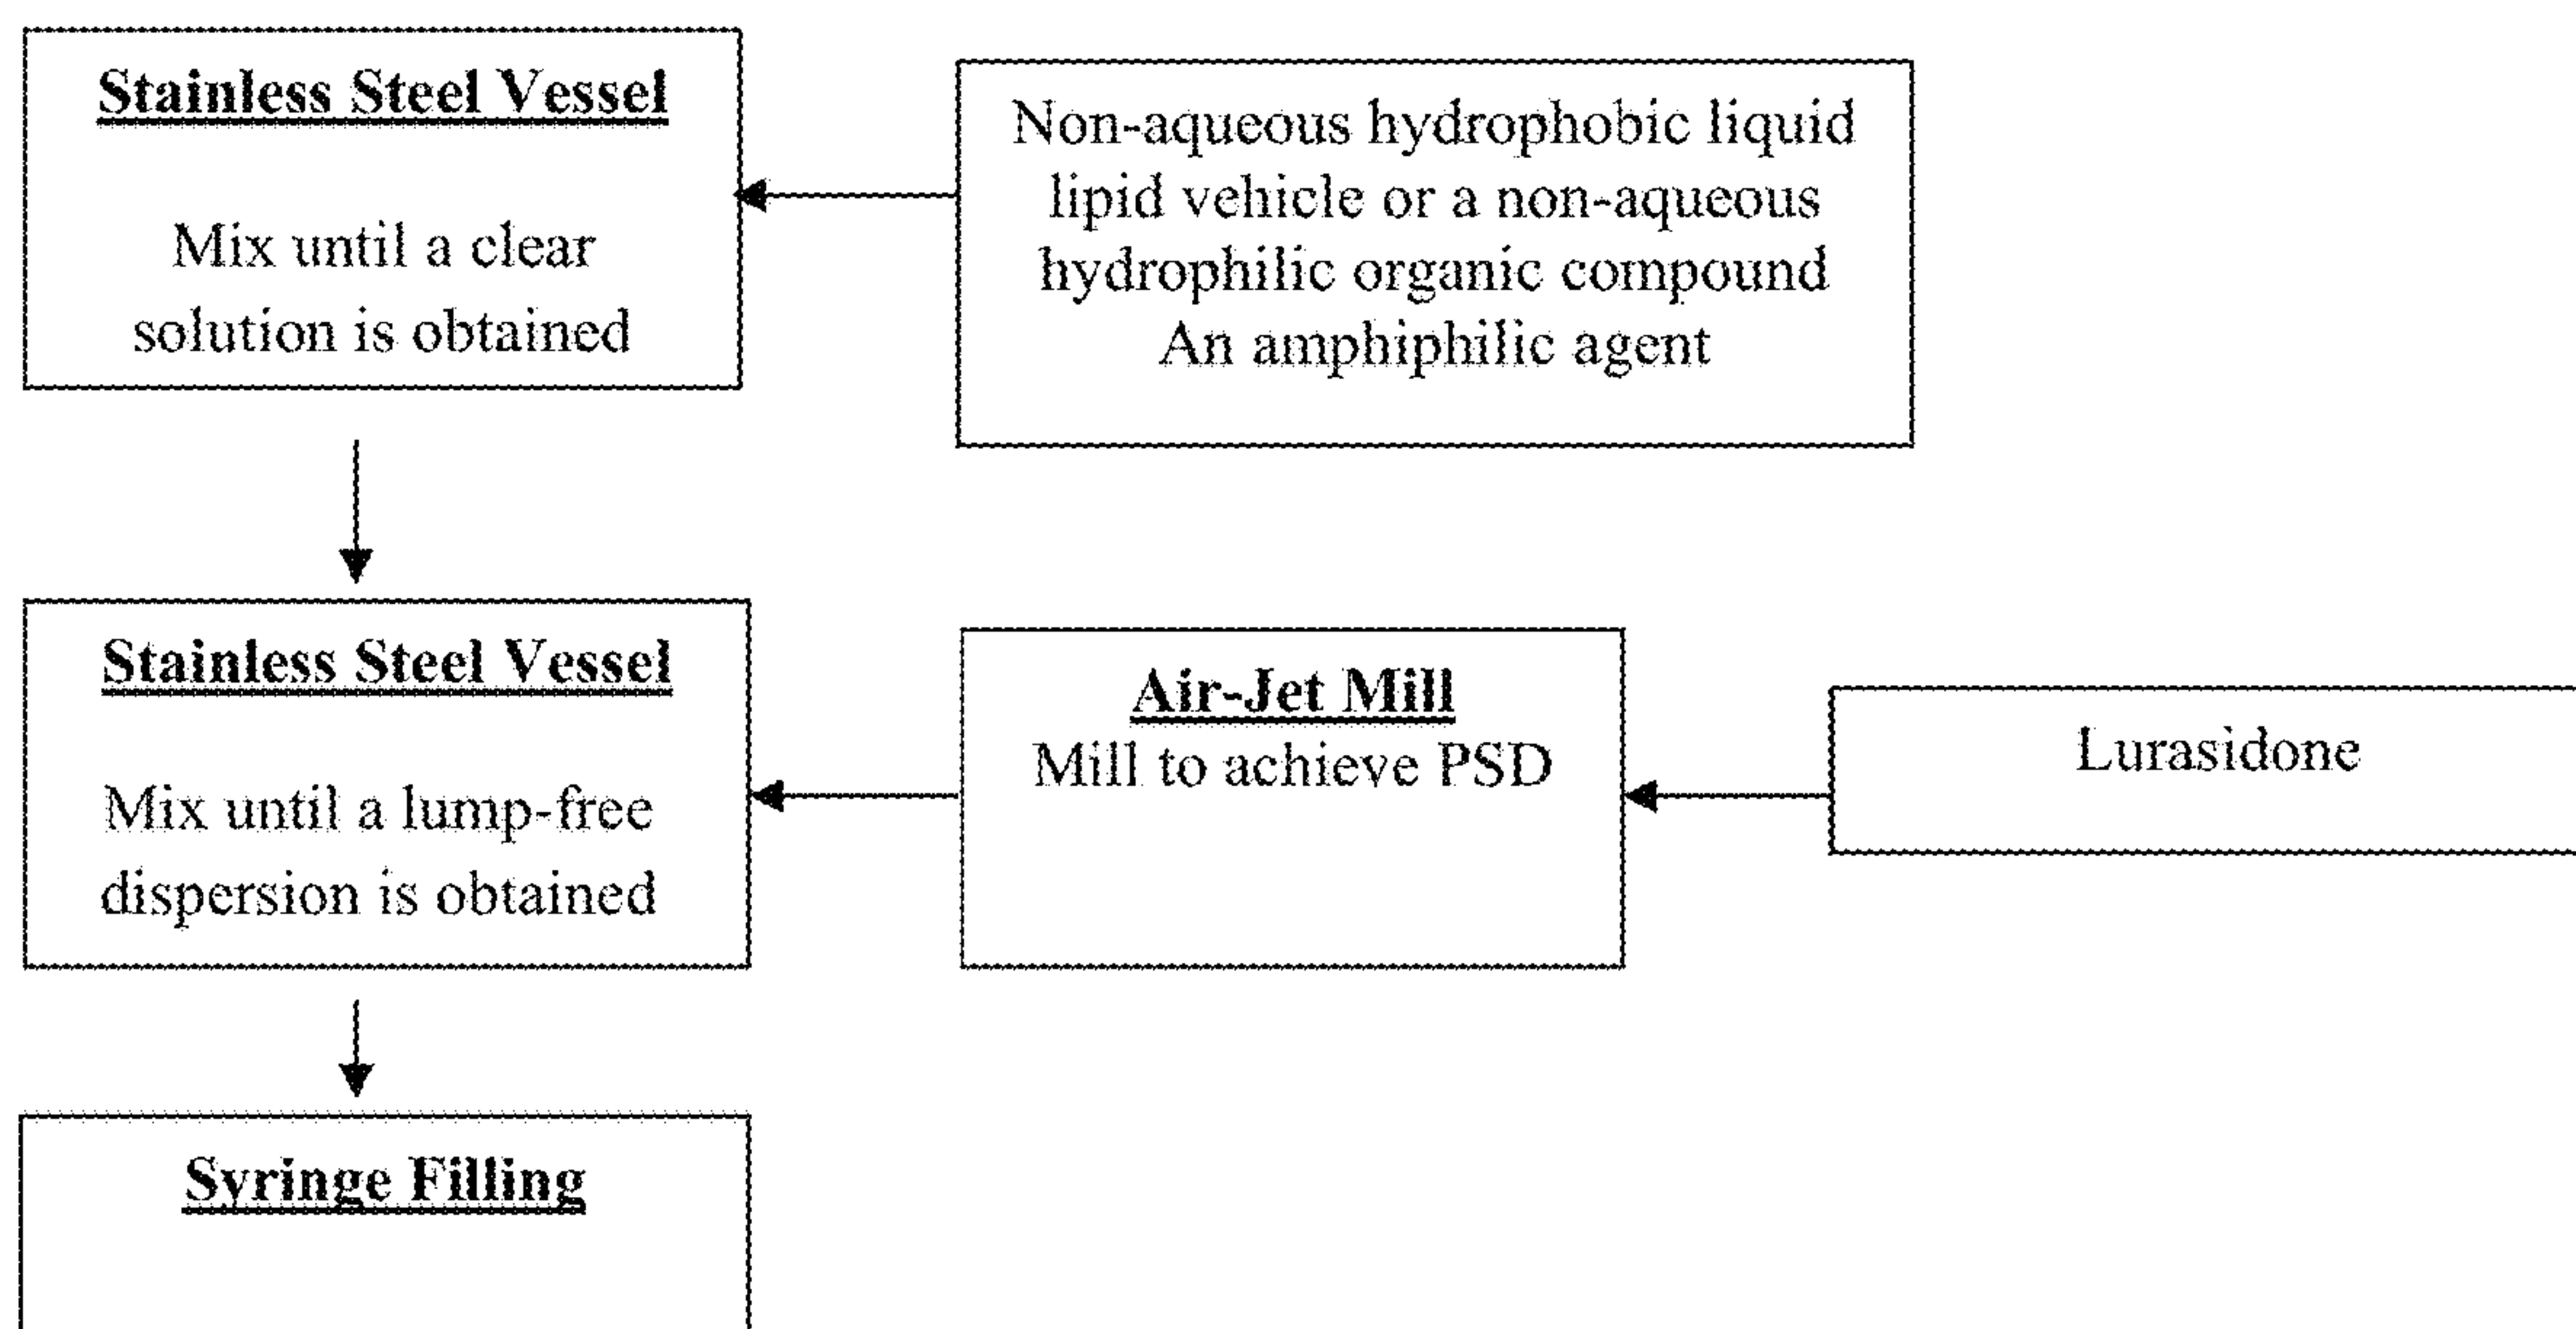 Stainless Steel Vessel
Mix until a clear
solution is obtained
Non-aqueous hydrophobic liquid
lipid vehicle or a non-aqueous
hydrophilic organic compound
An amphiphilic agent
Stainless Steel Vessel
Mix until a lump-free
dispersion is obtained
Air-Jet Mill
Mill to achieve PSD
Lurasidone
Syringe Filling